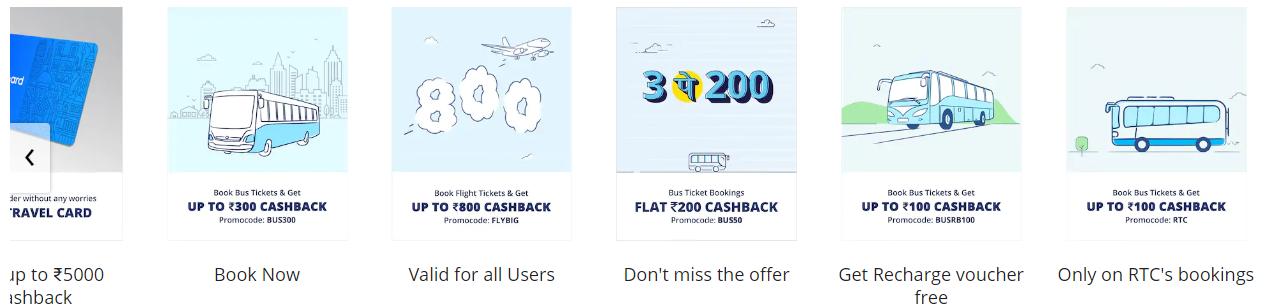 ard
der without any worries
TRAVEL CARD
up to ₹5000
ashback
Book Bus Tickets & Get
UP TO ₹300 CASHBACK
Promocode: BUS300
Book Now
800
Book Flight Tickets & Get
UP TO ₹800 CASHBACK
Promocode: FLYBIG
Valid for all Users
3 पे 200
Bus Ticket Bookings
FLAT ₹200 CASHBACK
Promocode: BUS50
Don't miss the offer
Book Bus Tickets & Get
UP TO ₹100 CASHBACK
Promocode: BUSRB100
Get Recharge voucher
free
Book Bus Tickets & Get
UP TO ₹100 CASHBACK
Promocode: RTC
Only on RTC's bookings